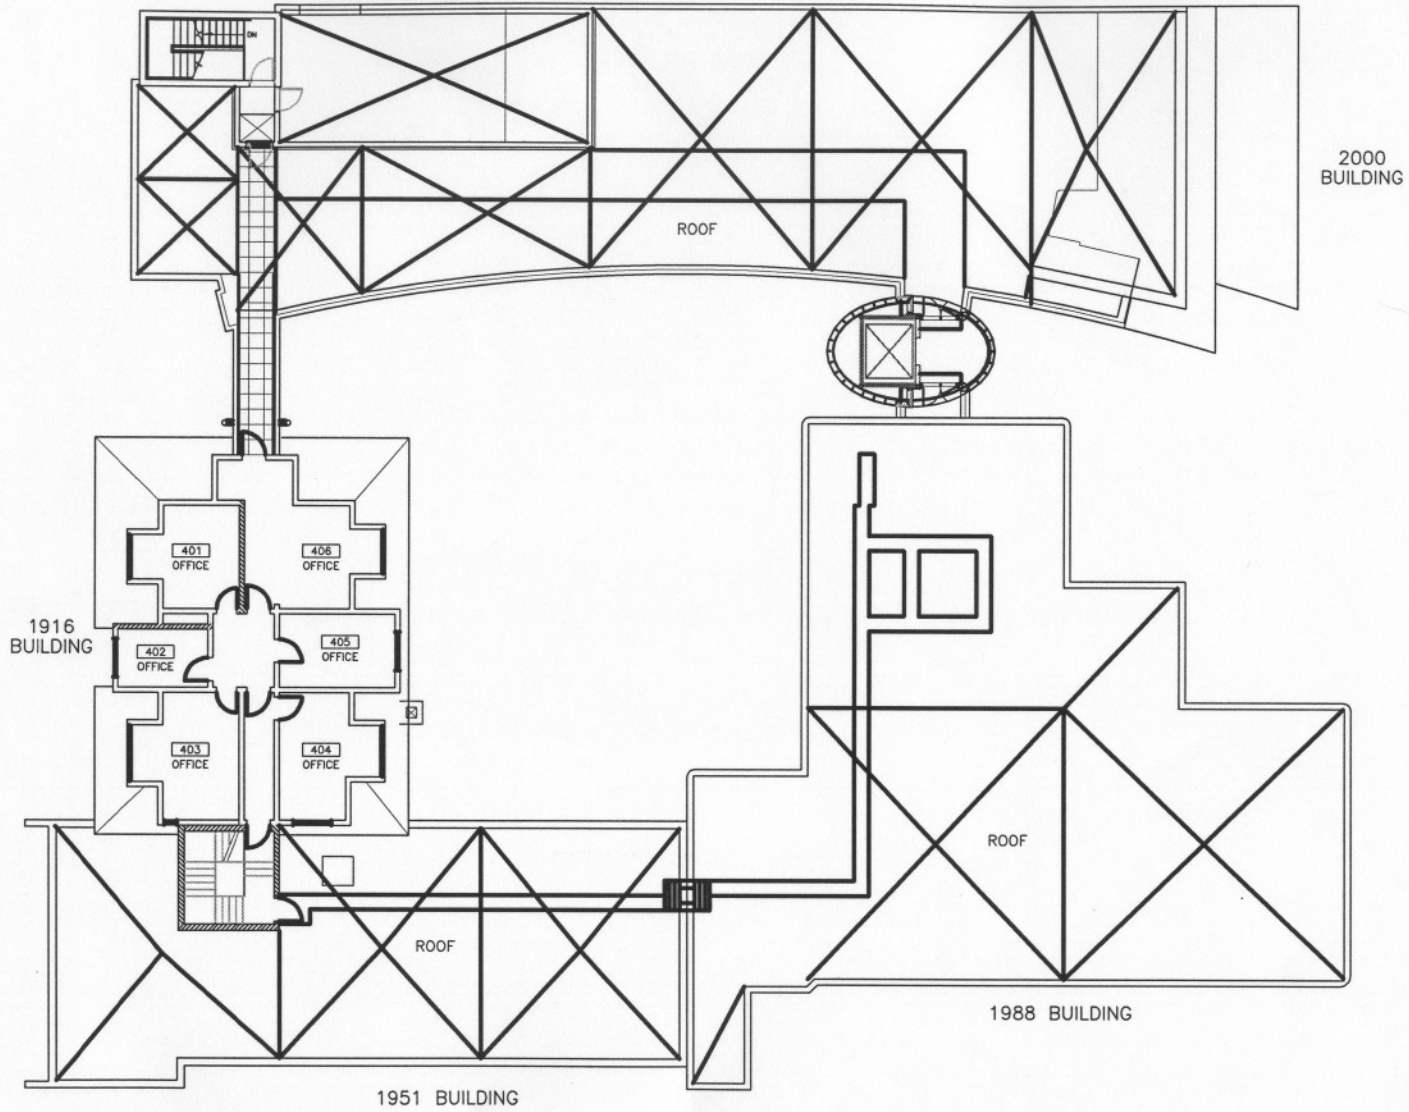 DN
2000
BUILDING
ROOF
401
OFFICE
406
OFFICE
1916
BUILDING
402
OFFICE
405
OFFICE
403
OFFICE
404
OFFICE
ROOF
ROOF
1988 BUILDING
1951 BUILDING